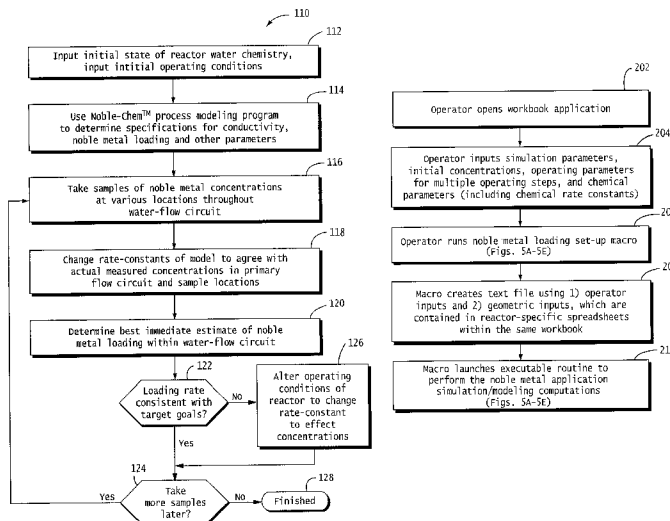 110
112
Input initial state of reactor water chemistry,
input intitial operating conditions
114
Use Noble-Chem™ process modeling program
to determine specifications for conductivity,
noble metal loading and other parameters
116
Take samples of noble metal concentrations
at various locations throughout
water-flow circuit
118
Change rate-constants of model to agree with
actual measured concentrations in primary
flow circuit and sample locations
120
Determine best immediate estimate of noble
metal loading within water-flow circuit
122
Loading rate
consistent with
target goals?
No
Yes
126
Alter operating
conditions of
reactor to change
rate-constant
to effect
concentrations
124
Take
more samples
later?
Yes
No
128
Finished
202
Operator opens workbook application
204
Operator inputs simulation parameters,
initial concentrations, operating parameters
for multiple operating steps, and chemical
parameters (including chemical rate constants)
20
Operator runs noble metal loading set-up macro
(Figs. 5A-5E)
20
Macro creates text file using 1) operator
inputs and 2) geometric inputs, which are
contained in reactor-specific spreadsheets
within the same workbook
21
Macro launches executable routine to
perform the noble metal application
simulation/modeling computations
(Figs. 5A-5E)